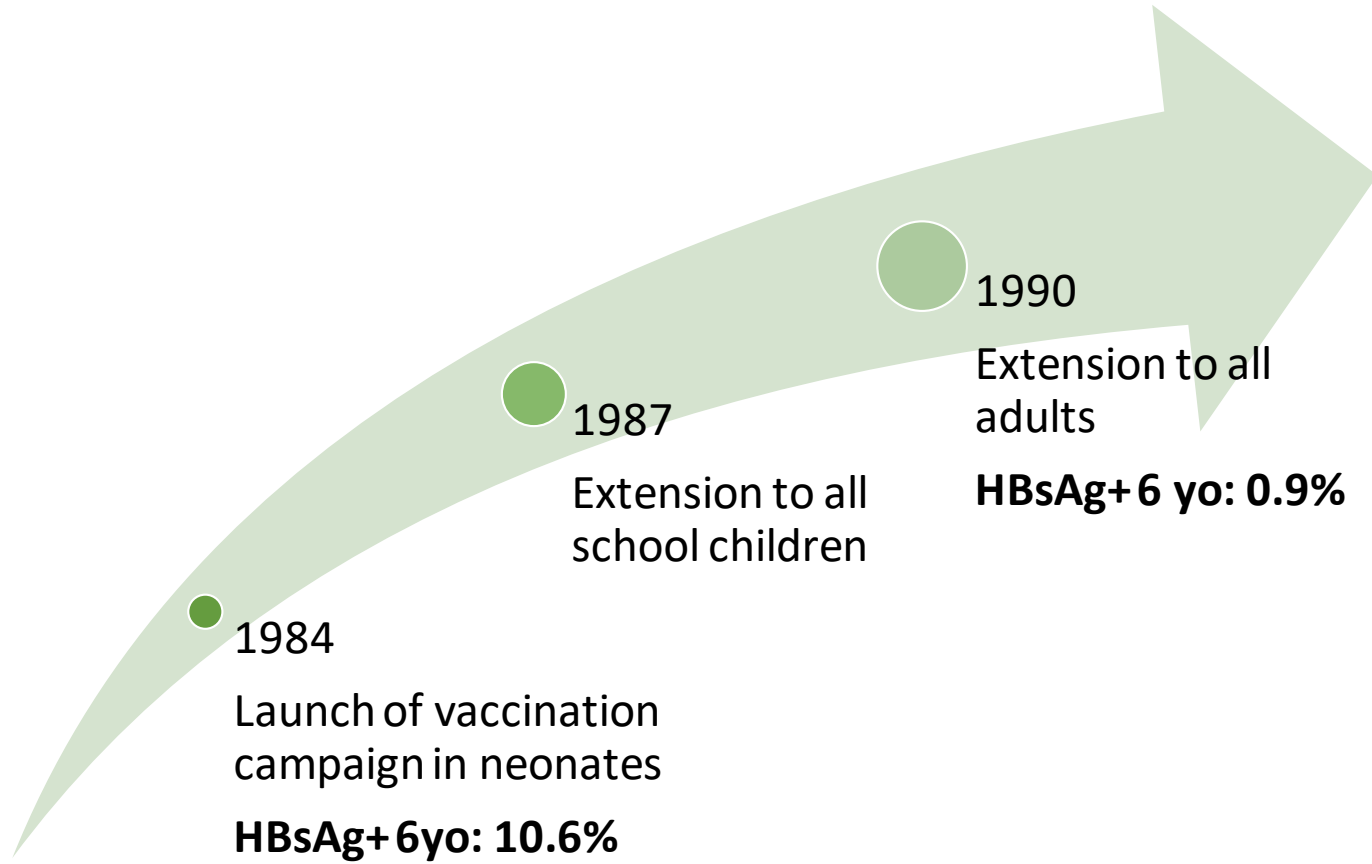 1984
Launch of vaccination
campaign in neonates
HBsAg+ 6yo: 10.6%
1987
Extension to all
school children
1990
Extension to all
adults
HBsAg+ 6 yo: 0.9%